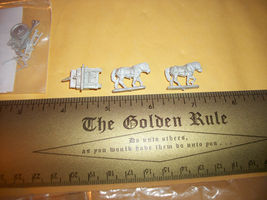 The Golden Rule
Do unto others,
as you would have them do unto you . . .